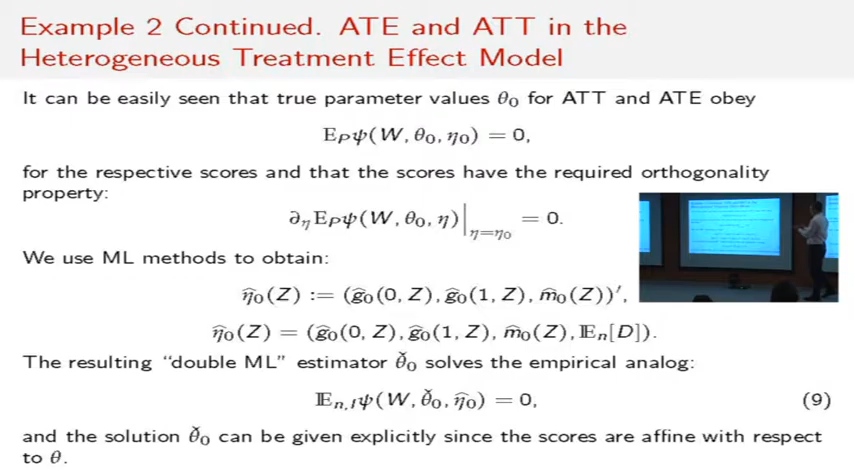 Example 2 Continued. ATE and ATT in the
Heterogeneous Treatment Effect Model
It can be easily seen that true parameter values θ₀ for ATT and ATE obey
E_Pψ(W, θ₀, η₀) = 0,
for the respective scores and that the scores have the required orthogonality
property:
∂_η E_Pψ(W, θ₀, η)|_{η=η₀} = 0.
We use ML methods to obtain:
η̂₀(Z) := (ĝ₀(0, Z), ĝ₀(1, Z), m̂₀(Z))′,
η̂₀(Z) = (ĝ₀(0, Z), ĝ₀(1, Z), m̂₀(Z), 𝔼_n[D]).
The resulting “double ML” estimator θ̌₀ solves the empirical analog:
𝔼_{n,I}ψ(W, θ̌₀, η̂₀) = 0, (9)
and the solution θ̌₀ can be given explicitly since the scores are affine with respect
to θ.